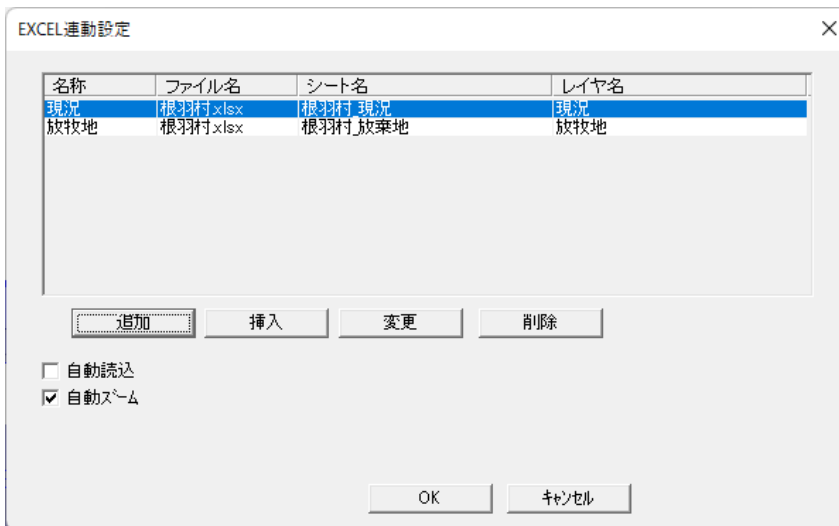 EXCEL連動設定
名称 ファイル名 シート名 レイヤ名
現況 根羽村.xlsx 根羽村_現況 現況
放牧地 根羽村.xlsx 根羽村_放棄地 放牧地
追加 挿入 変更 削除
自動読込
自動ｽﾞｰﾑ
OK ｷｬﾝｾﾙ